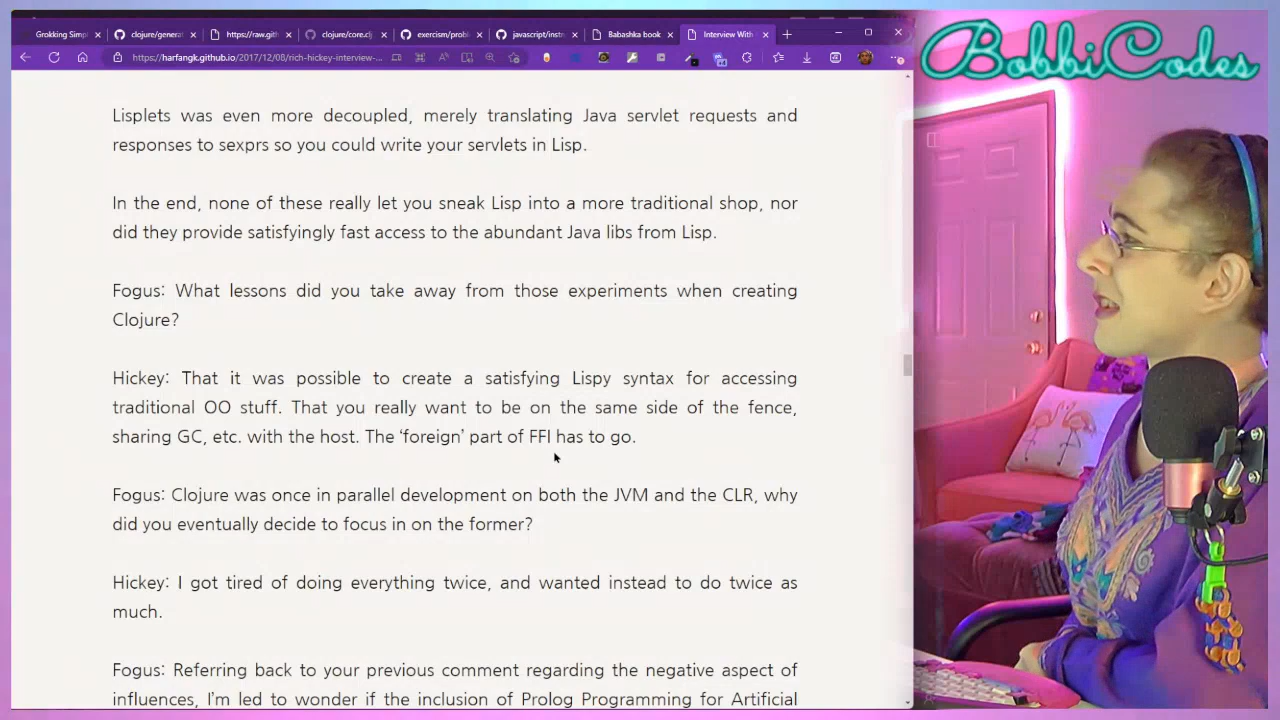 Grokking Simpl
clojure/generat
https://raw.gith
clojure/core.clj
exercism/probl
javascript/instr
Babashka book
Interview With
https://harfangk.github.io/2017/12/08/rich-hickey-interview-...
BobbiCodes
Lisplets was even more decoupled, merely translating Java servlet requests and
responses to sexprs so you could write your servlets in Lisp.
In the end, none of these really let you sneak Lisp into a more traditional shop, nor
did they provide satisfyingly fast access to the abundant Java libs from Lisp.
Fogus: What lessons did you take away from those experiments when creating
Clojure?
Hickey: That it was possible to create a satisfying Lispy syntax for accessing
traditional OO stuff. That you really want to be on the same side of the fence,
sharing GC, etc. with the host. The ‘foreign’ part of FFI has to go.
Fogus: Clojure was once in parallel development on both the JVM and the CLR, why
did you eventually decide to focus in on the former?
Hickey: I got tired of doing everything twice, and wanted instead to do twice as
much.
Fogus: Referring back to your previous comment regarding the negative aspect of
influences, I’m led to wonder if the inclusion of Prolog Programming for Artificial